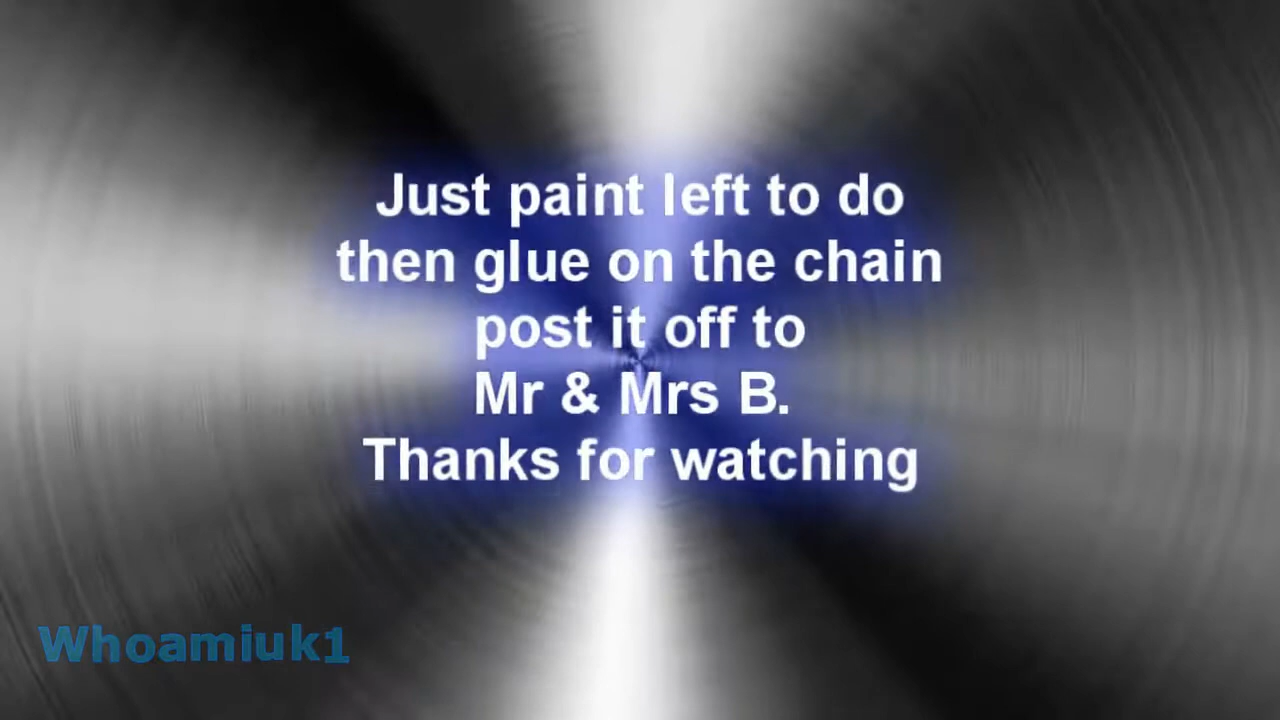 Just paint left to do
then glue on the chain
post it off to
Mr & Mrs B.
Thanks for watching
Whoamiuk1